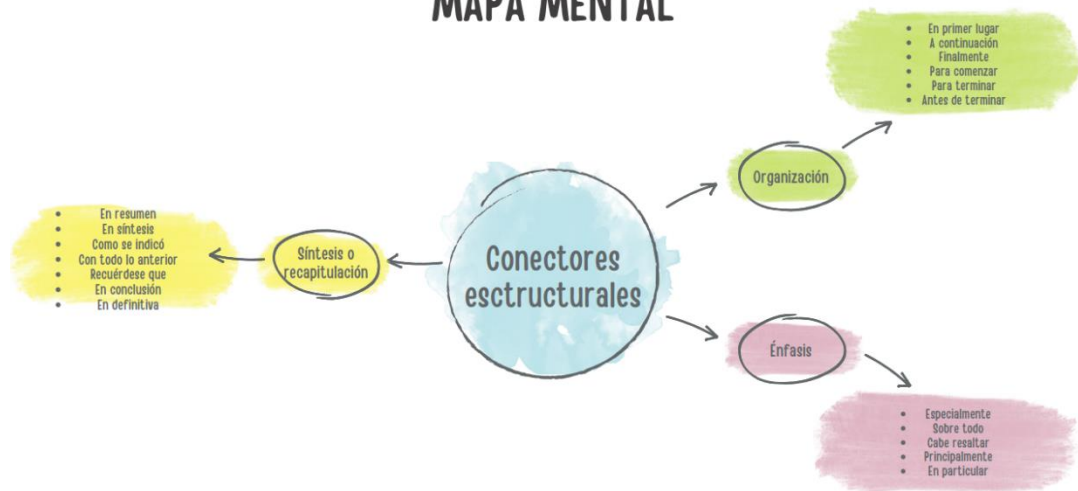 MAPA MENTAL
Conectores
esctructurales
Organización
• En primer lugar
• A continuación
• Finalmente
• Para comenzar
• Para terminar
• Antes de terminar
Síntesis o
recapitulación
• En resumen
• En síntesis
• Como se indicó
• Con todo lo anterior
• Recuérdese que
• En conclusión
• En definitiva
Énfasis
• Especialmente
• Sobre todo
• Cabe resaltar
• Principalmente
• En particular